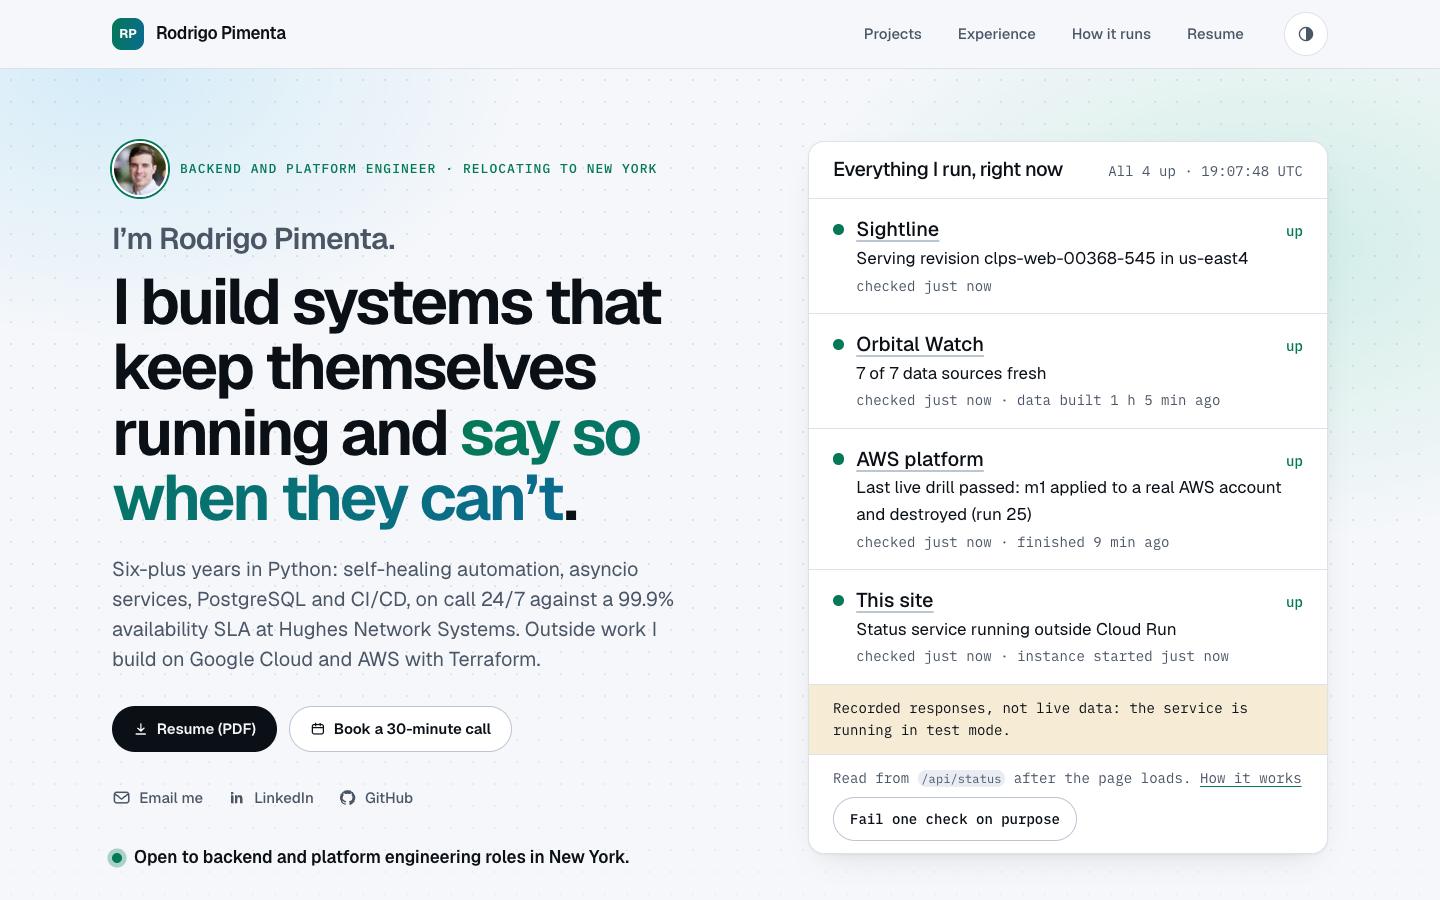 RP Rodrigo Pimenta
Projects Experience How it runs Resume
BACKEND AND PLATFORM ENGINEER · RELOCATING TO NEW YORK
I’m Rodrigo Pimenta.
I build systems that
keep themselves
running and say so
when they can’t.
Six-plus years in Python: self-healing automation, asyncio
services, PostgreSQL and CI/CD, on call 24/7 against a 99.9%
availability SLA at Hughes Network Systems. Outside work I
build on Google Cloud and AWS with Terraform.
Resume (PDF) Book a 30-minute call
Email me LinkedIn GitHub
Open to backend and platform engineering roles in New York.
Everything I run, right now All 4 up · 19:07:48 UTC
Sightline up
Serving revision clps-web-00368-545 in us-east4
checked just now
Orbital Watch up
7 of 7 data sources fresh
checked just now · data built 1 h 5 min ago
AWS platform up
Last live drill passed: m1 applied to a real AWS account
and destroyed (run 25)
checked just now · finished 9 min ago
This site up
Status service running outside Cloud Run
checked just now · instance started just now
Recorded responses, not live data: the service is
running in test mode.
Read from /api/status after the page loads. How it works
Fail one check on purpose